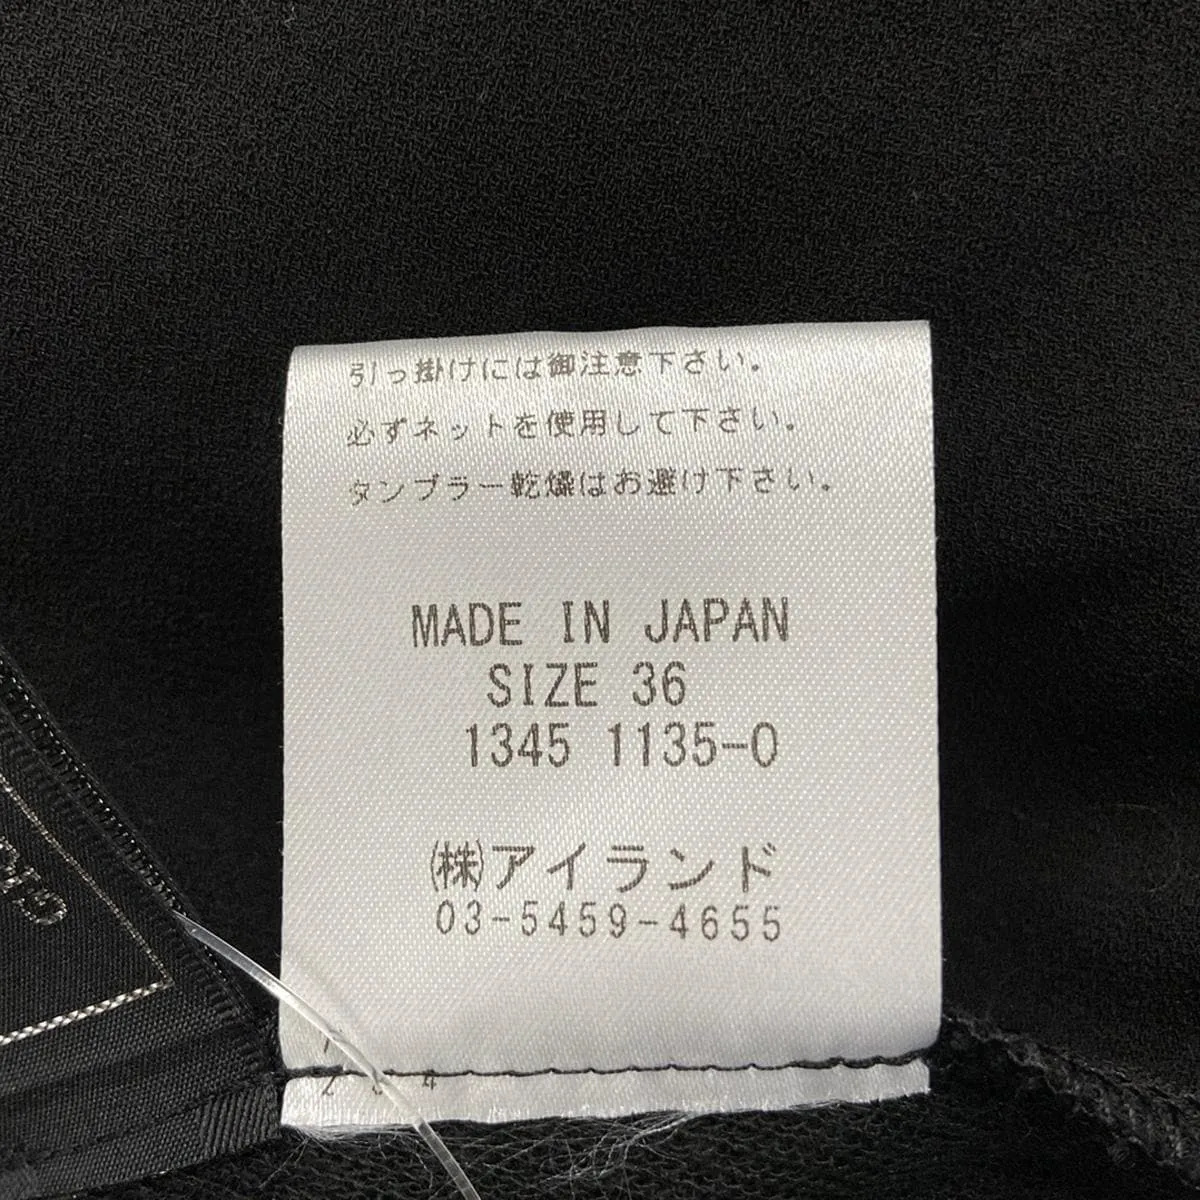 引っ掛けには御注意下さい。
必ずネットを使用して下さい。
タンブラー乾燥はお避け下さい。
MADE IN JAPAN
SIZE 36
1345 1135-0
(株)アイランド
03-5459-4655